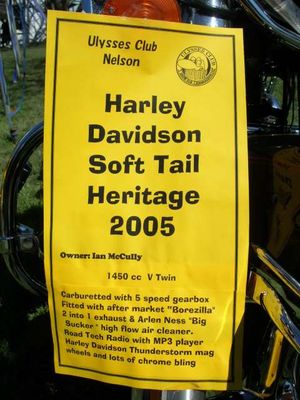 Ulysses Club
Nelson
ULYSSES CLUB
Harley
Davidson
Soft Tail
Heritage
2005
Owner: Ian McCully
1450 cc V Twin
Carburetted with 5 speed gearbox
Fitted with after market "Borezilla"
2 into 1 exhaust & Arlen Ness "Big
Sucker" high flow air cleaner.
Road Tech Radio with MP3 player
Harley Davidson Thunderstorm mag
wheels and lots of chrome bling